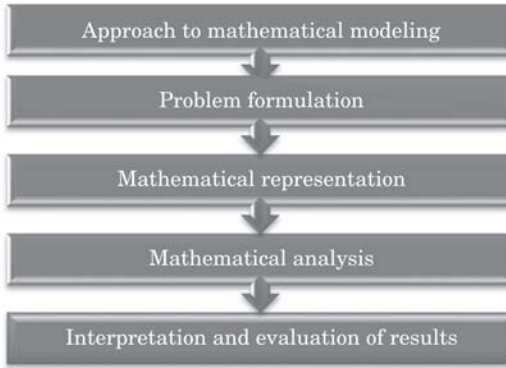 Approach to mathematical modeling
Problem formulation
Mathematical representation
Mathematical analysis
Interpretation and evaluation of results